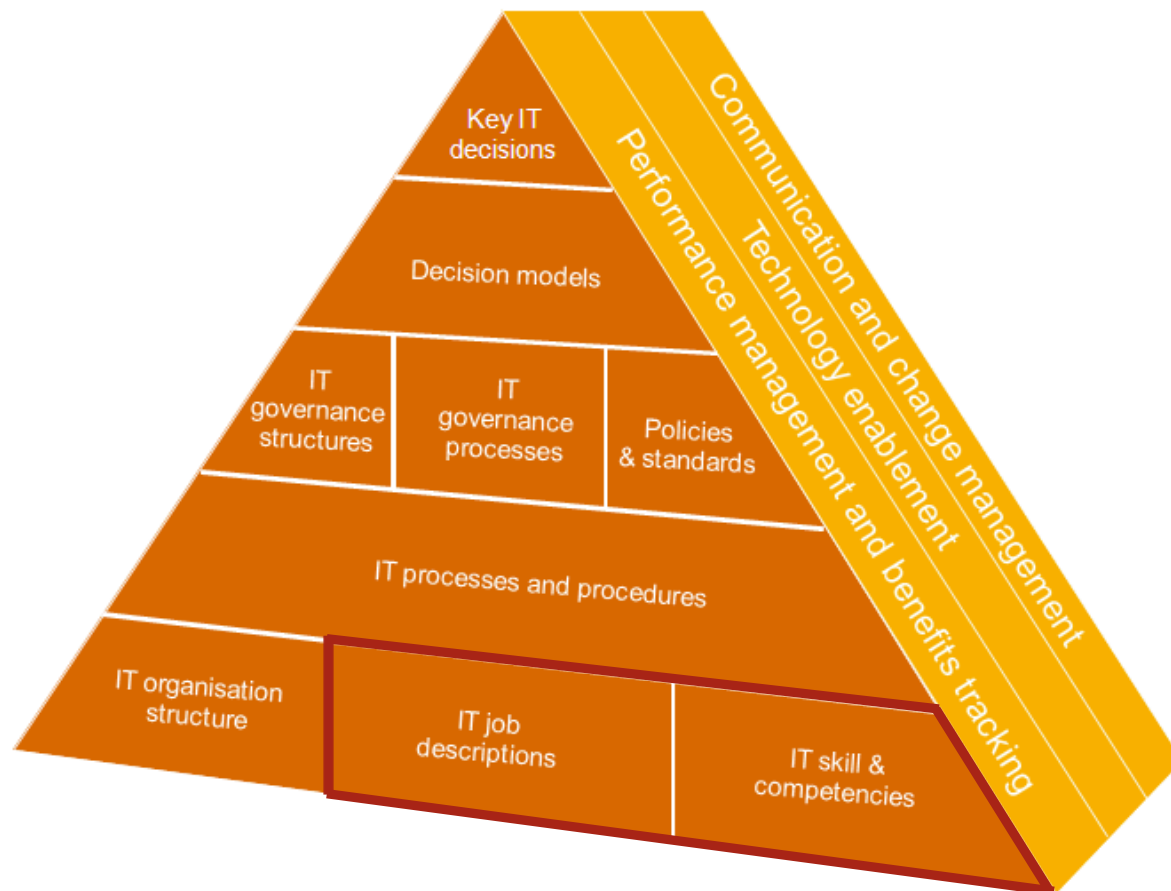 Key IT
decisions
Decision models
IT
governance
structures
IT
governance
processes
Policies
& standards
IT processes and procedures
IT organisation
structure
IT job
descriptions
IT skill &
competencies
Performance management and benefits tracking
Technology enablement
Communication and change management